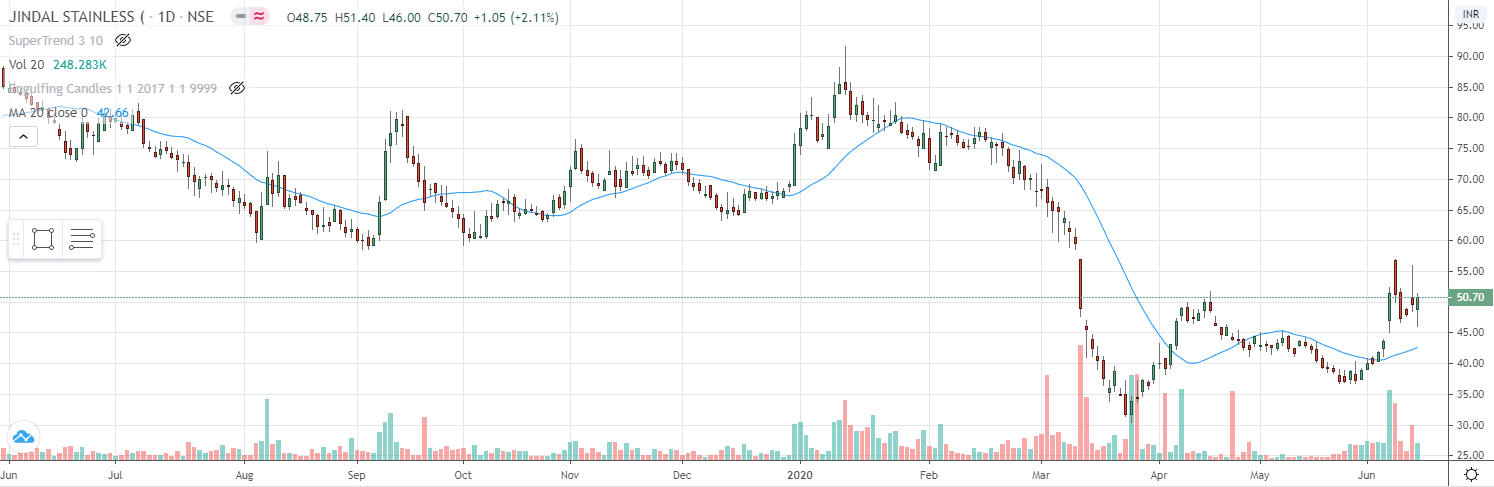 JINDAL STAINLESS ( · 1D · NSE O48.75 H51.40 L46.00 C50.70 +1.05 (+2.11%)
SuperTrend 3 10
Vol 20 248.283K
Engulfing Candles 1 1 2017 1 1 9999
MA 20 close 0 42.66
INR
95.00
90.00
85.00
80.00
75.00
70.00
65.00
60.00
55.00
50.70
45.00
40.00
35.00
30.00
25.00
Jun Jul Aug Sep Oct Nov Dec 2020 Feb Mar Apr May Jun